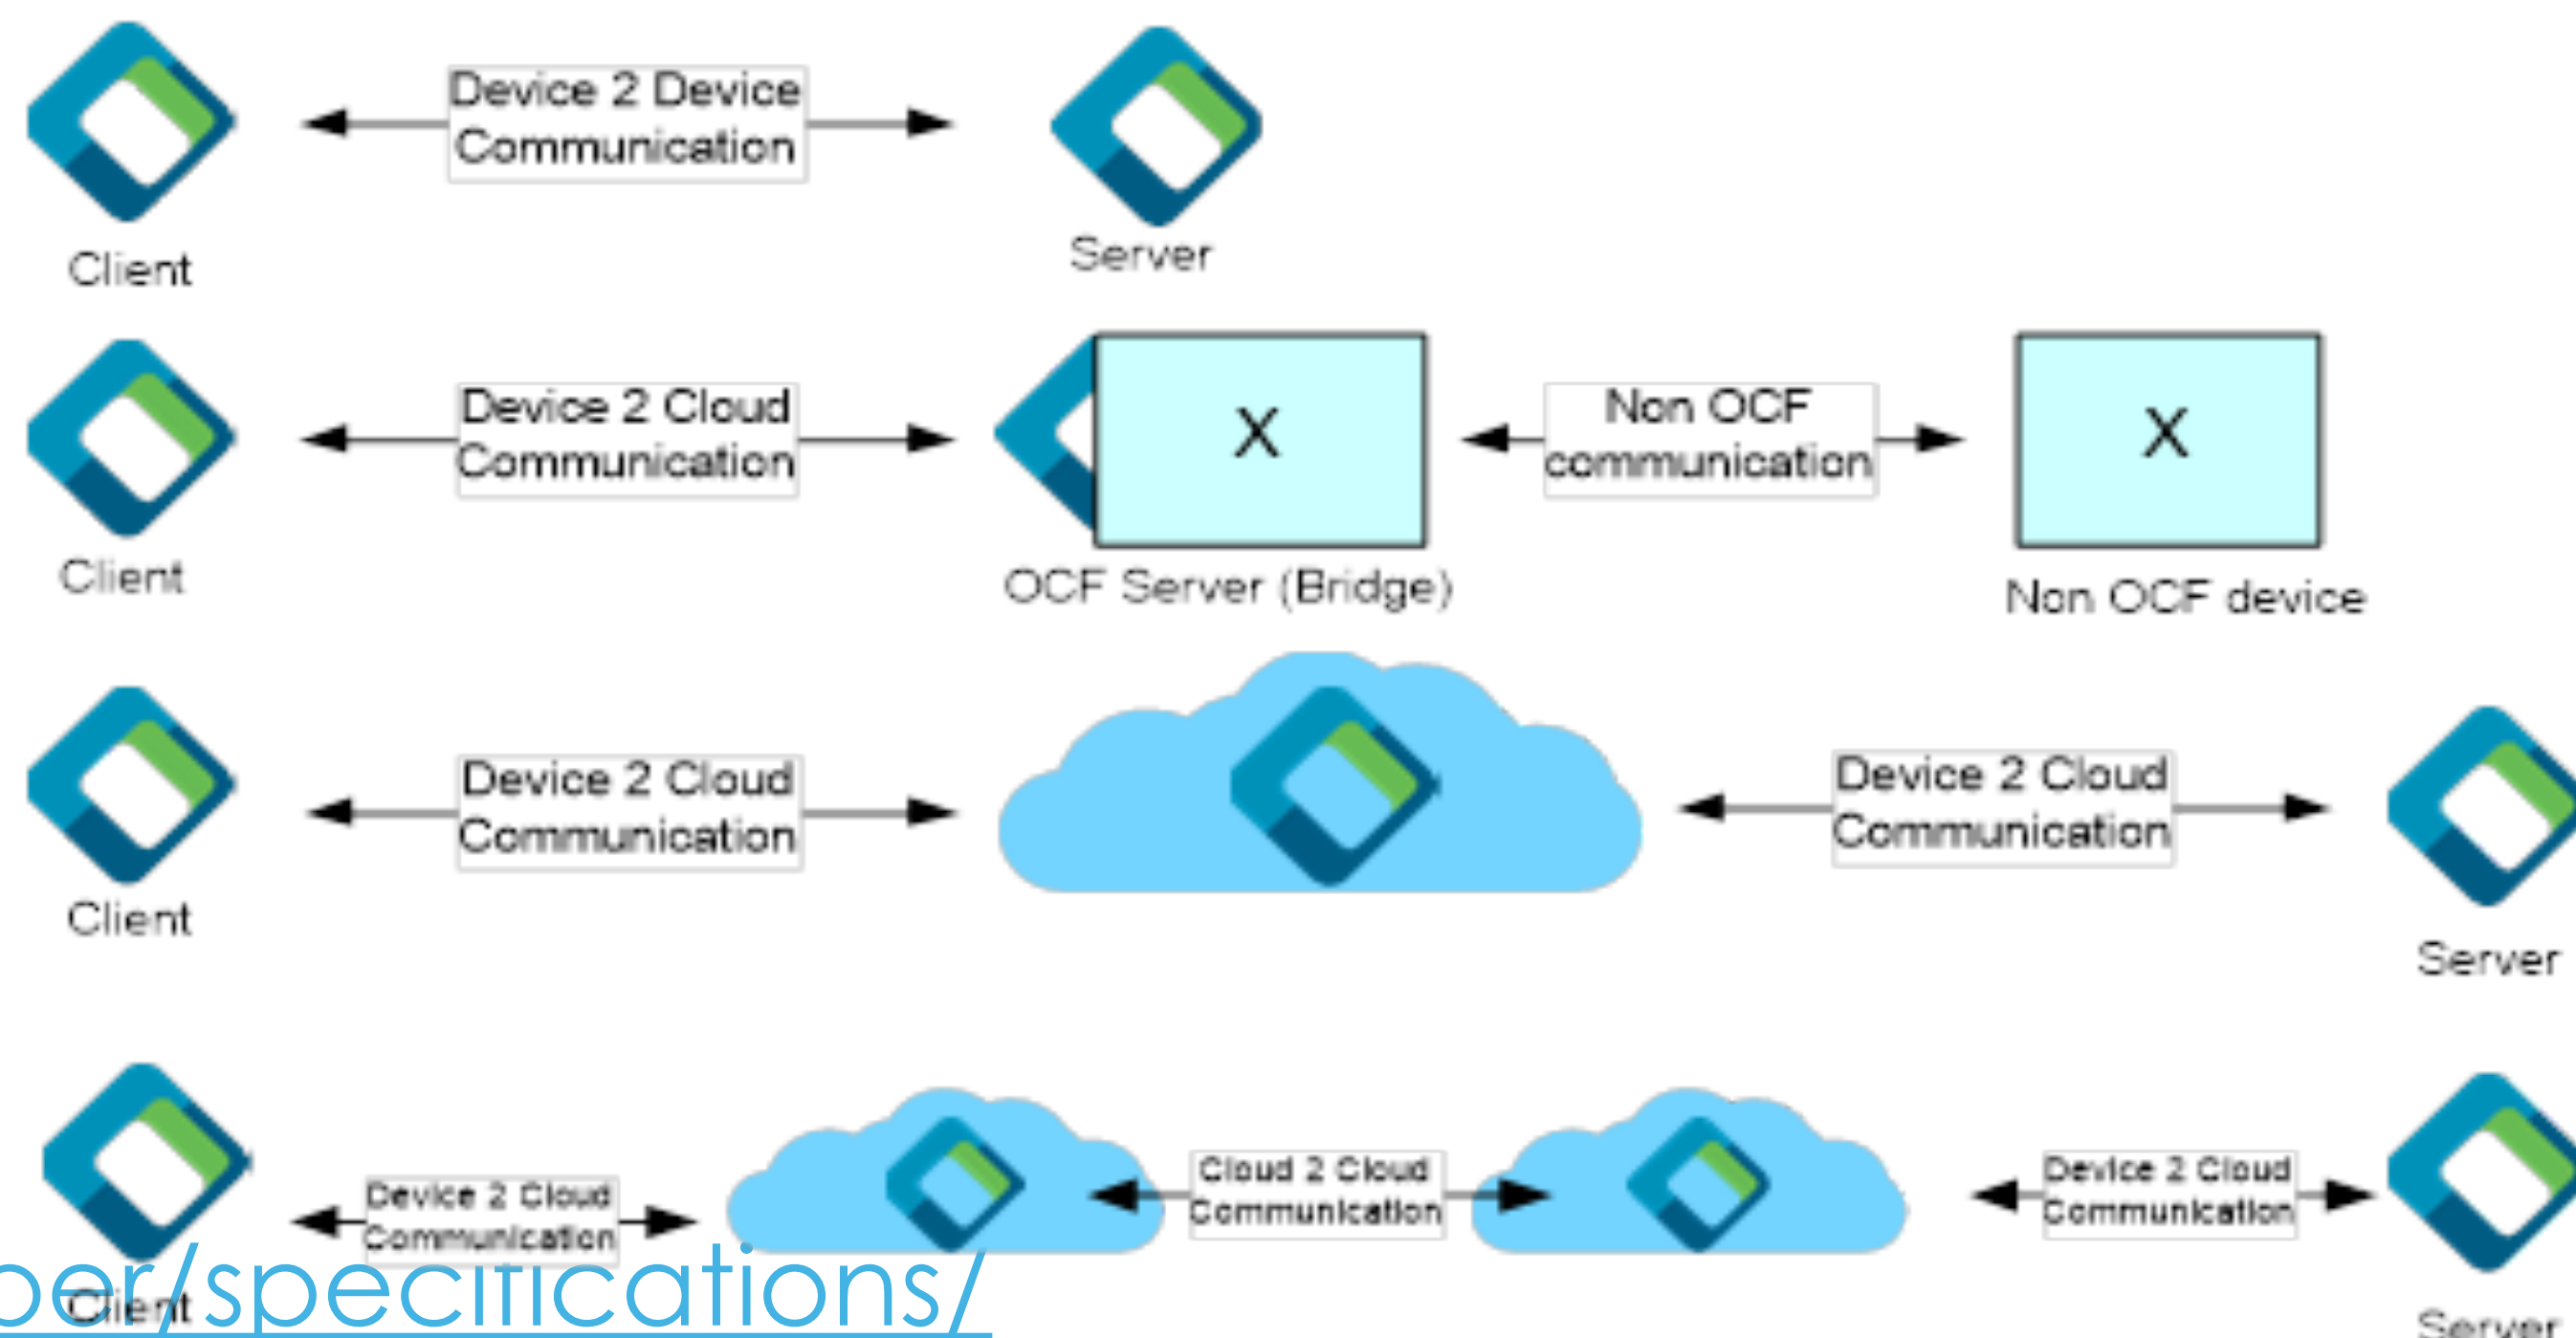 Device 2 Device
Communication
Client
Server
Device 2 Cloud
Communication
X
Non OCF
communication
X
Client
OCF Server (Bridge)
Non OCF device
Device 2 Cloud
Communication
Device 2 Cloud
Communication
Client
Server
Device 2 Cloud
Communication
Cloud 2 Cloud
Communication
Device 2 Cloud
Communication
Client
Server
per/specifications/